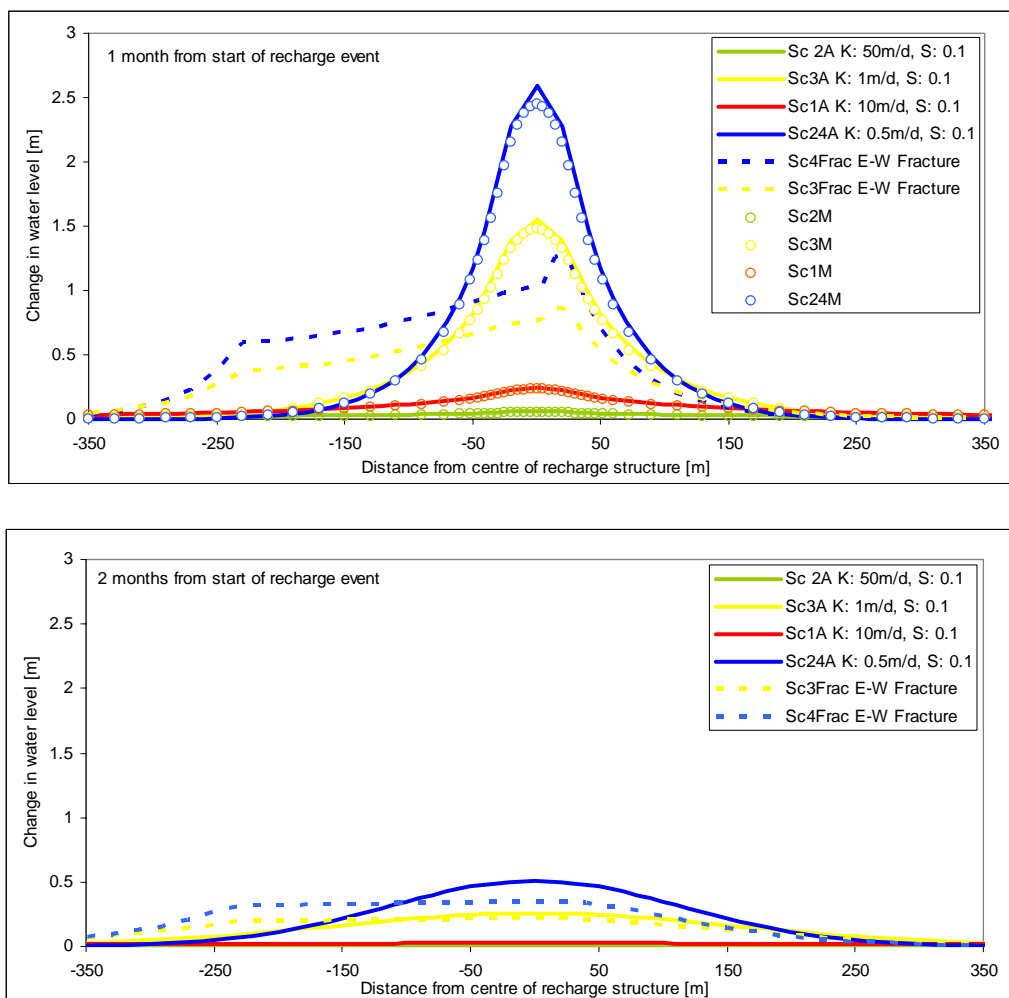 1 month from start of recharge event
Sc 2A K: 50m/d, S: 0.1
Sc3A K: 1m/d, S: 0.1
Sc1A K: 10m/d, S: 0.1
Sc24A K: 0.5m/d, S: 0.1
Sc4Frac E-W Fracture
Sc3Frac E-W Fracture
Sc2M
Sc3M
Sc1M
Sc24M
Change in water level [m]
3
2.5
2
1.5
1
0.5
0
-350 -250 -150 -50 50 150 250 350
Distance from centre of recharge structure [m]
2 months from start of recharge event
Sc 2A K: 50m/d, S: 0.1
Sc3A K: 1m/d, S: 0.1
Sc1A K: 10m/d, S: 0.1
Sc24A K: 0.5m/d, S: 0.1
Sc3Frac E-W Fracture
Sc4Frac E-W Fracture
Change in water level [m]
3
2.5
2
1.5
1
0.5
0
-350 -250 -150 -50 50 150 250 350
Distance from centre of recharge structure [m]